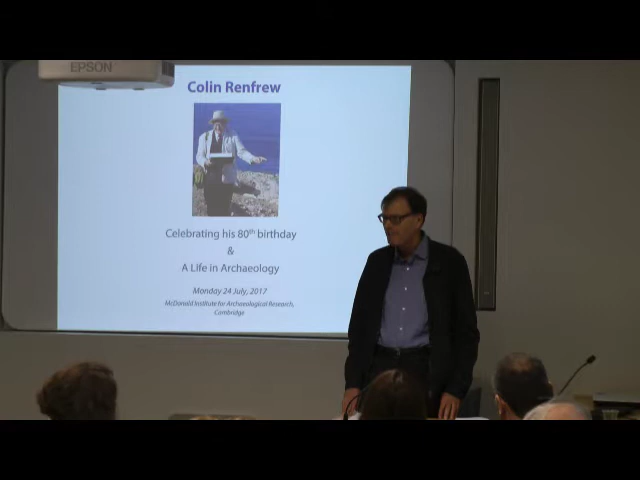 EPSON
Colin Renfrew
Celebrating his 80th birthday
&
A Life in Archaeology
Monday 24 July, 2017
McDonald Institute for Archaeological Research,
Cambridge